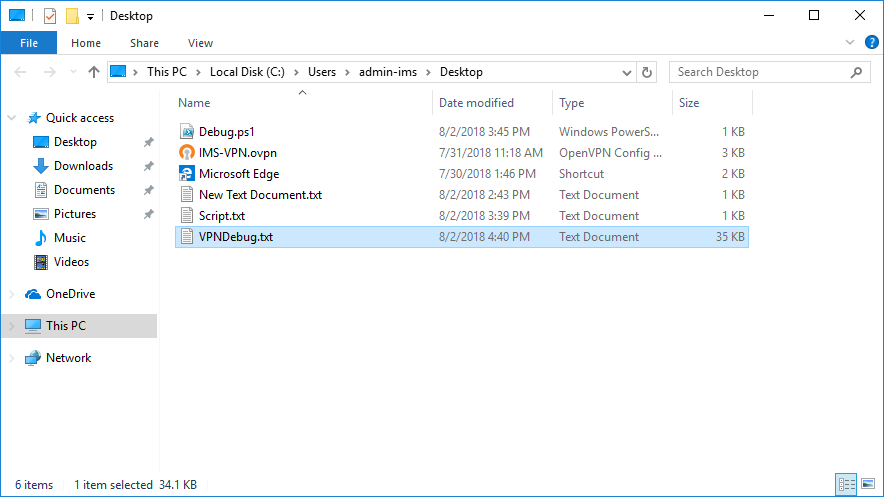 Desktop
File Home Share View
This PC Local Disk (C:) Users admin-ims Desktop Search Desktop
Name Date modified Type Size
Quick access
Desktop
Downloads
Documents
Pictures
Music
Videos
OneDrive
This PC
Network
Debug.ps1 8/2/2018 3:45 PM Windows PowerS... 1 KB
IMS-VPN.ovpn 7/31/2018 11:18 AM OpenVPN Config ... 3 KB
Microsoft Edge 7/30/2018 1:46 PM Shortcut 2 KB
New Text Document.txt 8/2/2018 2:43 PM Text Document 1 KB
Script.txt 8/2/2018 3:39 PM Text Document 1 KB
VPNDebug.txt 8/2/2018 4:40 PM Text Document 35 KB
6 items 1 item selected 34.1 KB